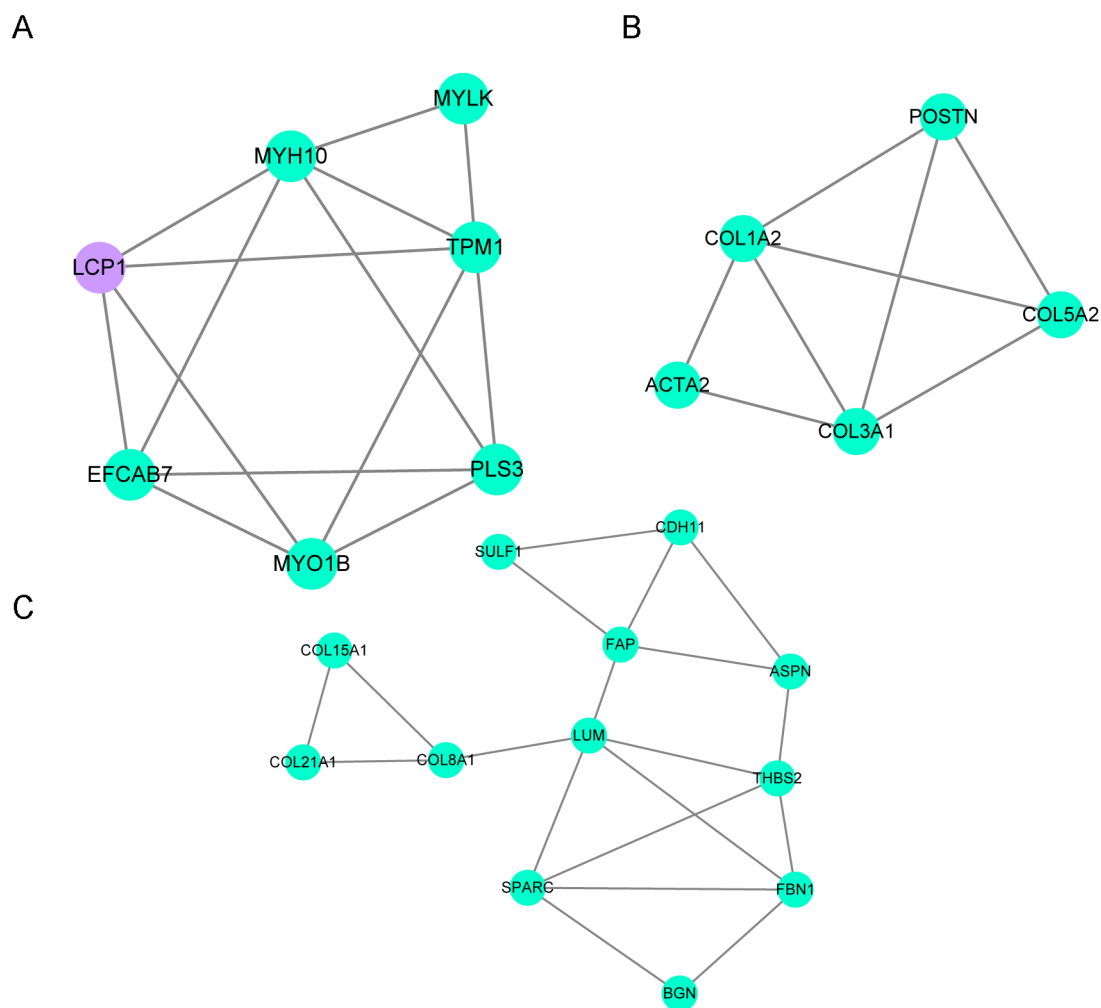 A
MYLK
MYH10
TPM1
LCP1
EFCAB7
PLS3
MYO1B
B
POSTN
COL1A2
COL5A2
ACTA2
COL3A1
C
CDH11
SULF1
FAP
COL15A1
ASPN
LUM
COL21A1
COL8A1
THBS2
SPARC
FBN1
BGN